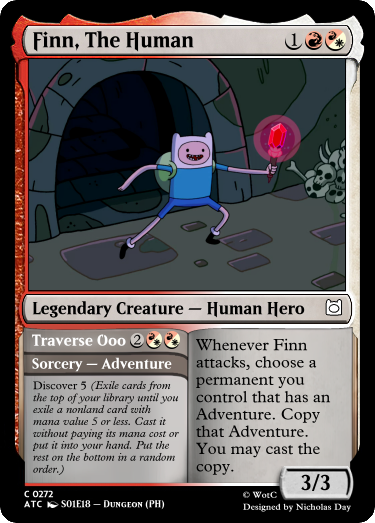 Finn, The Human 1
Legendary Creature — Human Hero
Traverse Ooo 2
Sorcery — Adventure
Discover 5 (Exile cards from
the top of your library until you
exile a nonland card with
mana value 5 or less. Cast it
without paying its mana cost or
put it into your hand. Put the
rest on the bottom in a random
order.)
Whenever Finn
attacks, choose a
permanent you
control that has an
Adventure. Copy
that Adventure.
You may cast the
copy.
3/3
C 0272
ATC S01E18 – Dungeon (PH)
© WotC
Designed by Nicholas Day